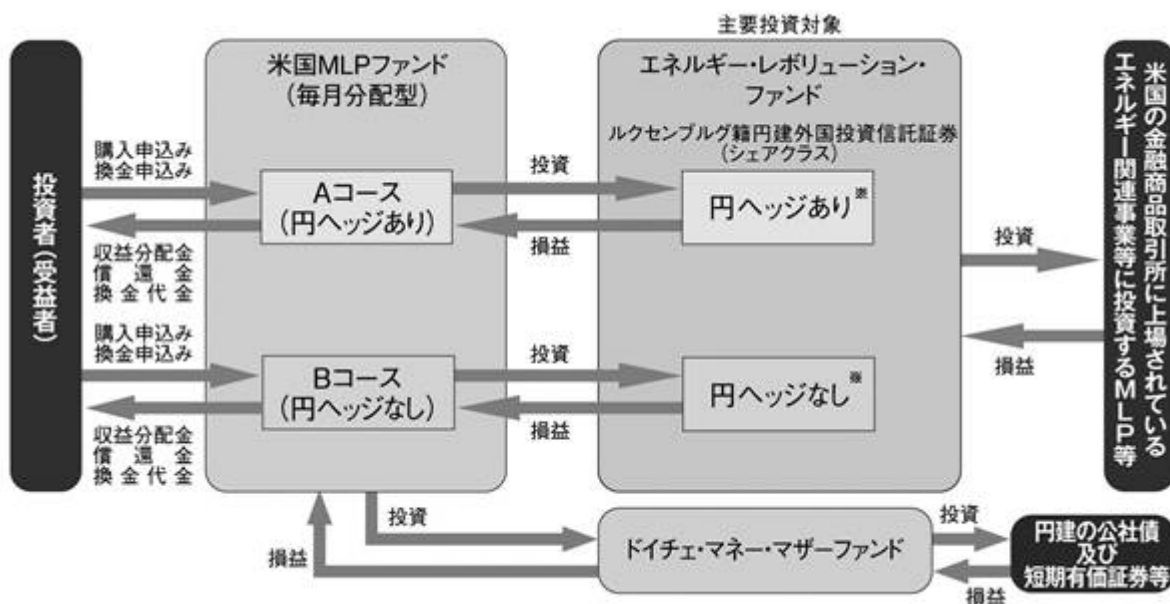 主要投資対象
投資者(受益者)
購入申込み
換金申込み
収益分配金
償還金
換金代金
購入申込み
換金申込み
収益分配金
償還金
換金代金
米国MLPファンド
(毎月分配型)
Aコース
(円ヘッジあり)
Bコース
(円ヘッジなし)
投資
損益
投資
損益
エネルギー・レボリューション・
ファンド
ルクセンブルグ籍円建外国投資信託証券
(シェアクラス)
円ヘッジあり※
円ヘッジなし※
投資
損益
米国の金融商品取引所に上場されている
エネルギー関連事業等に投資するMLP等
投資
損益
ドイチェ・マネー・マザーファンド
投資
損益
円建の公社債
及び
短期有価証券等